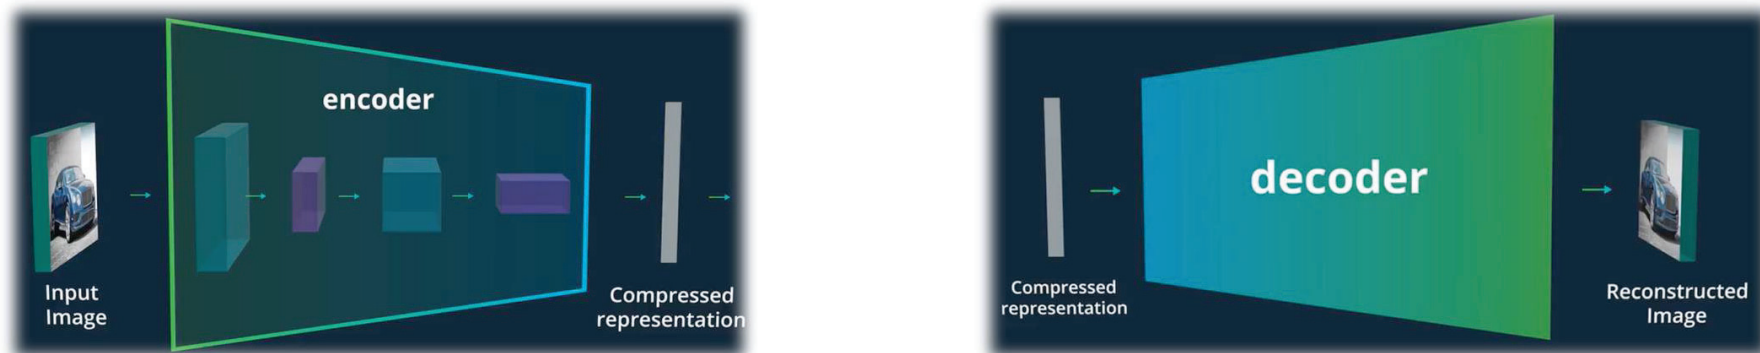 encoder
Input
Image
Compressed
representation
decoder
Compressed
representation
Reconstructed
Image